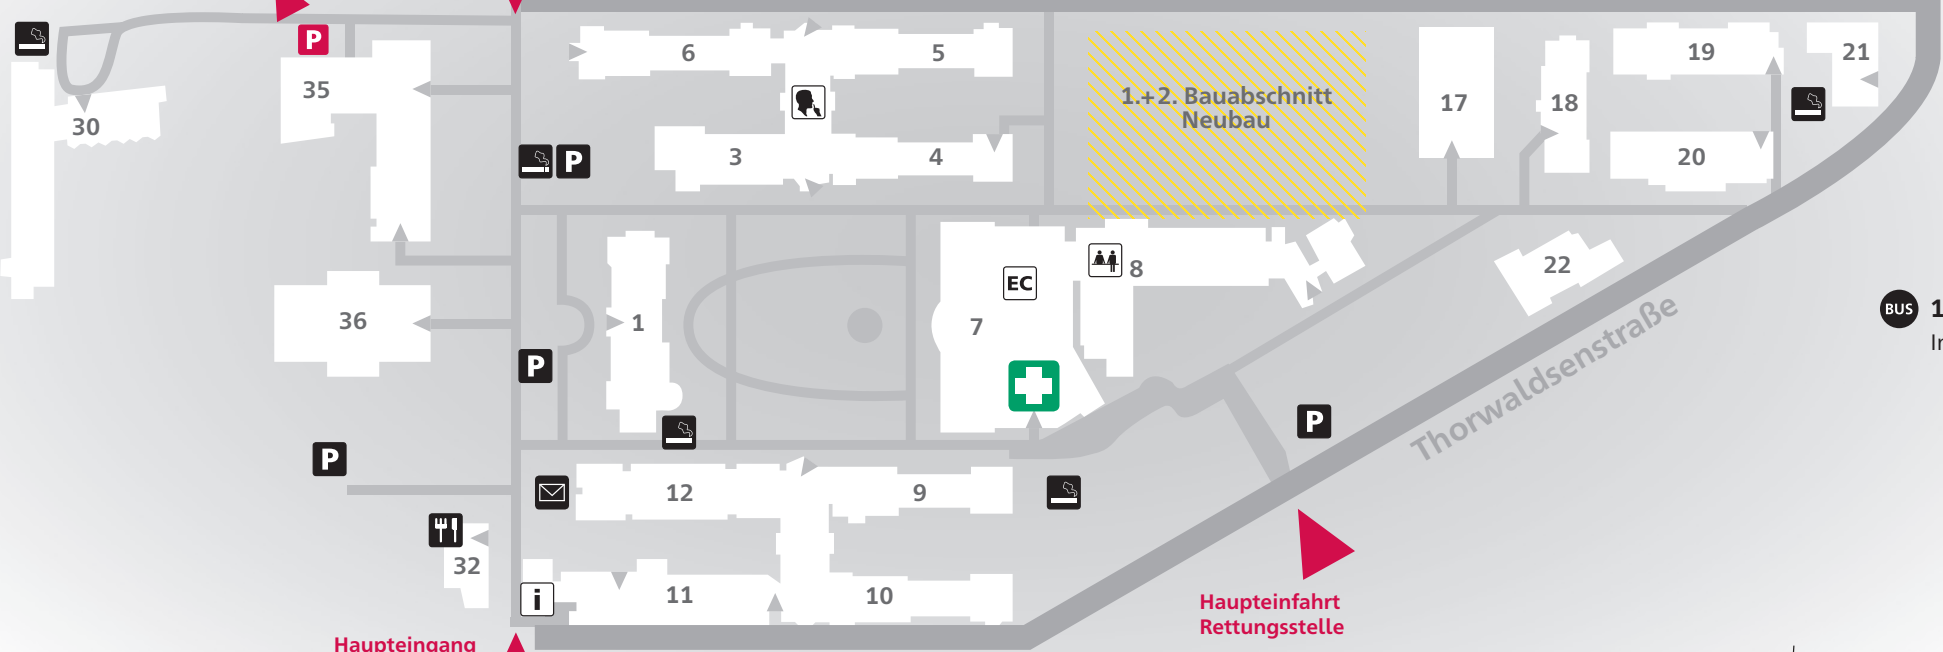 P
6
5
19
21
35
1.+2. Bauabschnitt
Neubau
17
18
30
3
4
20
P
EC
8
22
7
1
36
BUS
1
P
Thorwaldsenstraße
P
P
12
9
32
11
10
i
Haupteinfahrt
Rettungsstelle
Haupteingang